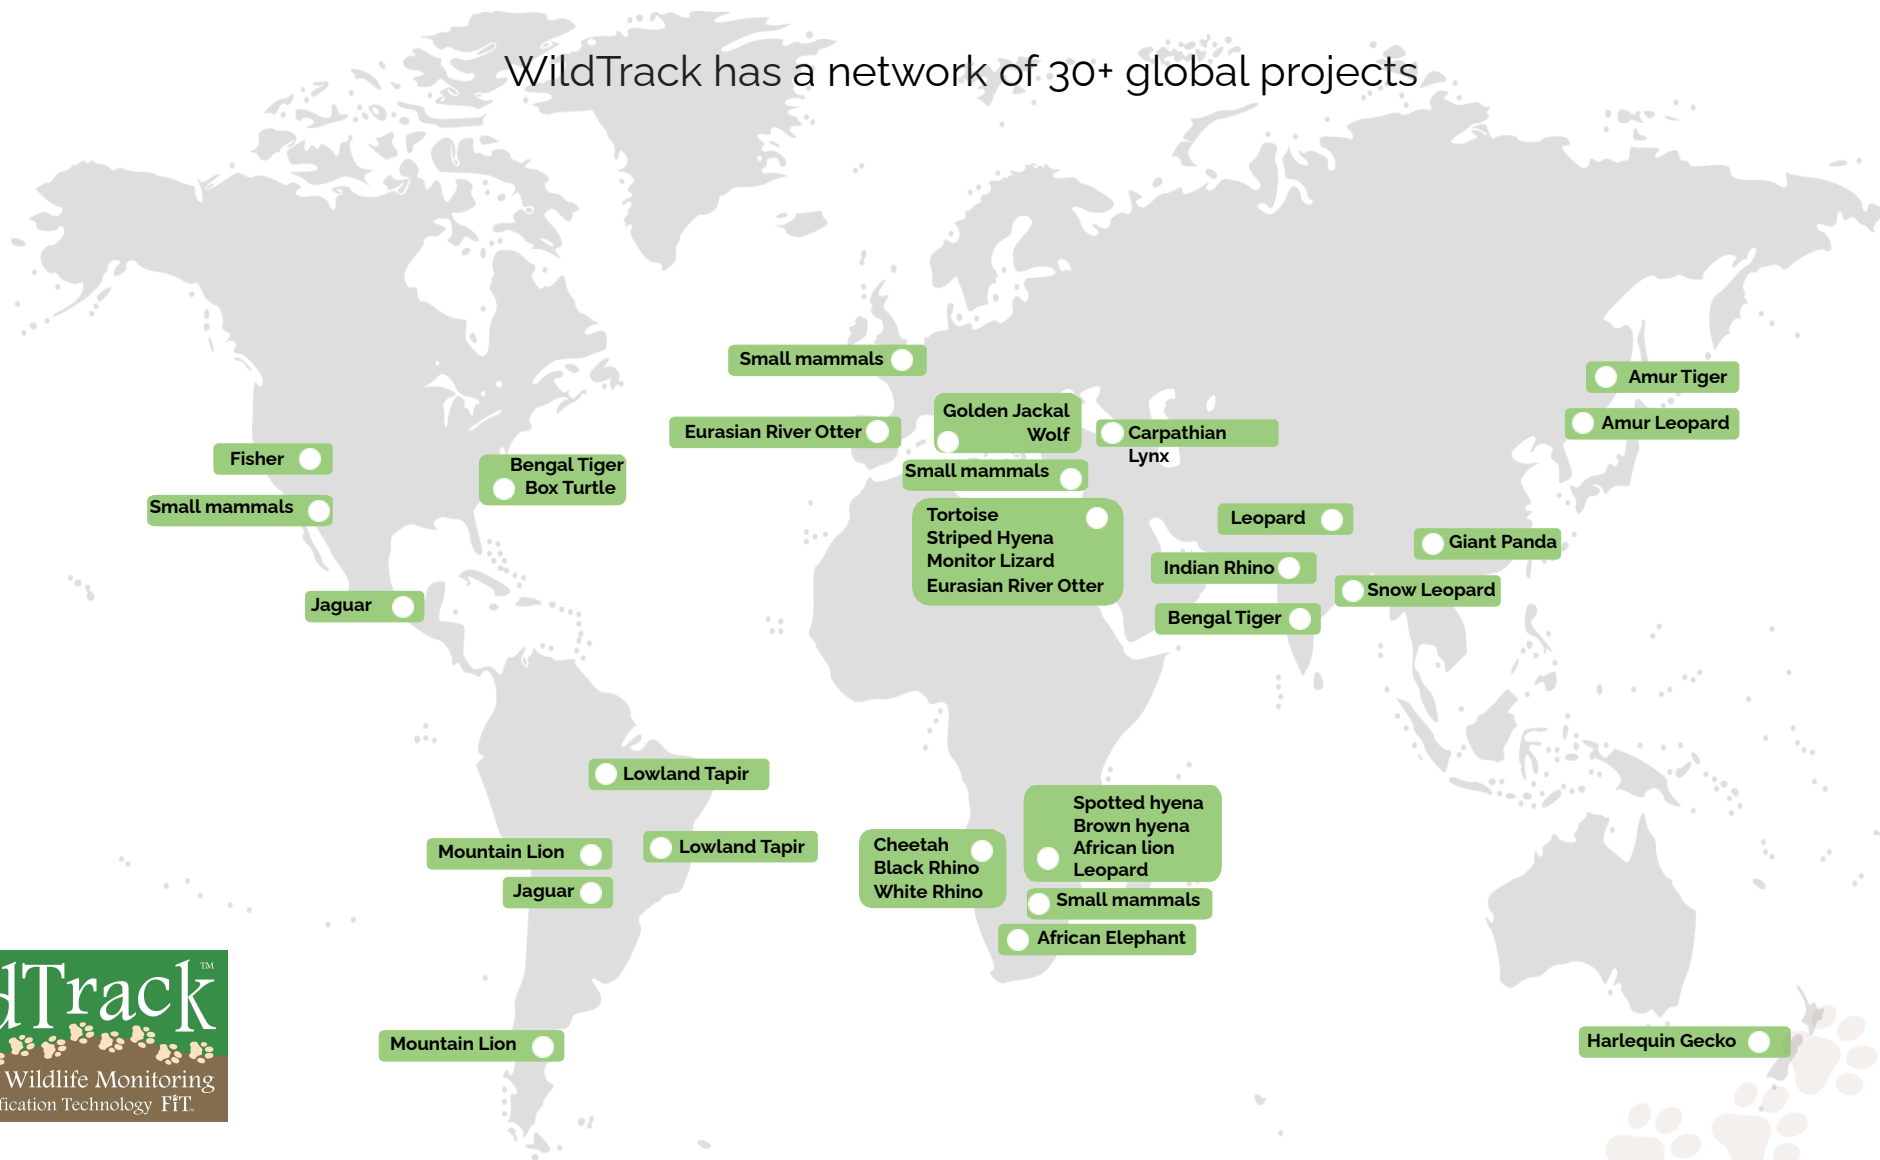 WildTrack has a network of 30+ global projects
Small mammals
Amur Tiger
Golden Jackal
Wolf
Amur Leopard
Eurasian River Otter
Carpathian
Lynx
Fisher
Bengal Tiger
Box Turtle
Small mammals
Small mammals
Tortoise
Striped Hyena
Monitor Lizard
Eurasian River Otter
Leopard
Giant Panda
Indian Rhino
Snow Leopard
Jaguar
Bengal Tiger
Lowland Tapir
Spotted hyena
Brown hyena
African lion
Leopard
Mountain Lion
Lowland Tapir
Cheetah
Black Rhino
White Rhino
Jaguar
Small mammals
African Elephant
Mountain Lion
Harlequin Gecko
dTrack™
Wildlife Monitoring
fication Technology FiT™